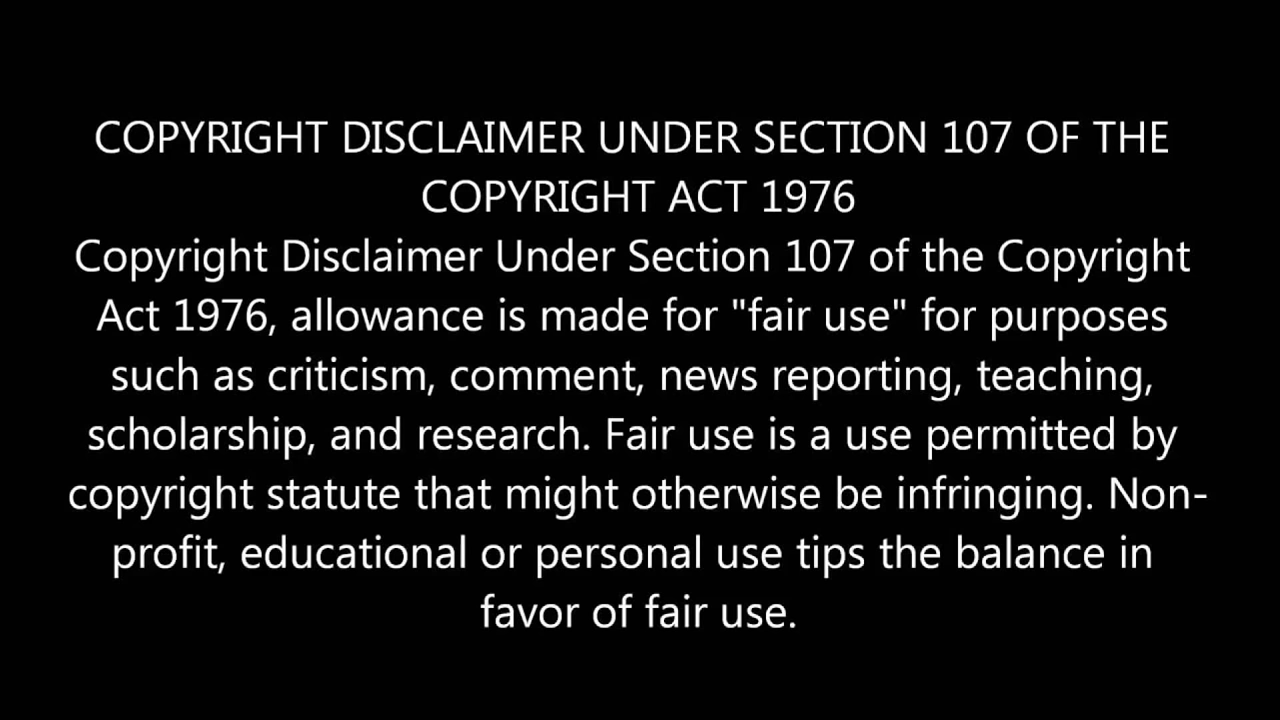 COPYRIGHT DISCLAIMER UNDER SECTION 107 OF THE
COPYRIGHT ACT 1976
Copyright Disclaimer Under Section 107 of the Copyright
Act 1976, allowance is made for "fair use" for purposes
such as criticism, comment, news reporting, teaching,
scholarship, and research. Fair use is a use permitted by
copyright statute that might otherwise be infringing. Non-
profit, educational or personal use tips the balance in
favor of fair use.